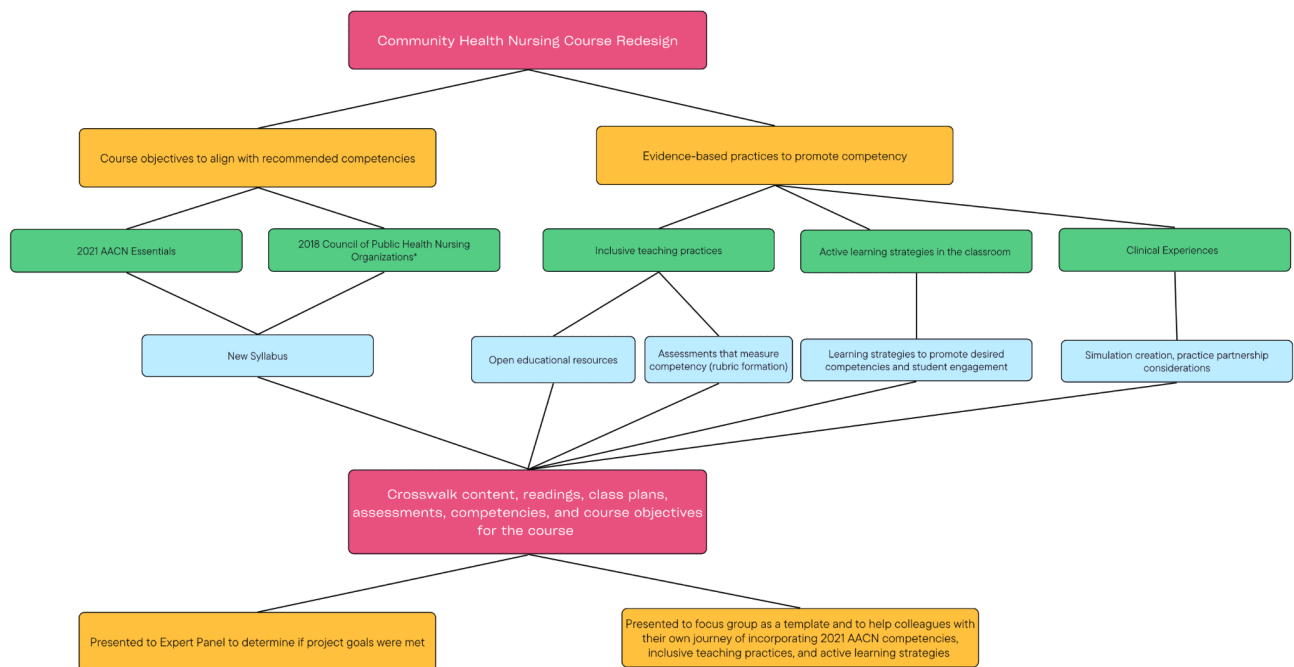 Community Health Nursing Course Redesign
Course objectives to align with recommended competencies
Evidence-based practices to promote competency
2021 AACN Essentials
2018 Council of Public Health Nursing
Organizations*
Inclusive teaching practices
Active learning strategies in the classroom
Clinical Experiences
New Syllabus
Open educational resources
Assessments that measure
competency (rubric formation)
Learning strategies to promote desired
competencies and student engagement
Simulation creation, practice partnership
considerations
Crosswalk content, readings, class plans,
assessments, competencies, and course objectives
for the course
Presented to Expert Panel to determine if project goals were met
Presented to focus group as a template and to help colleagues with
their own journey of incorporating 2021 AACN competencies,
inclusive teaching practices, and active learning strategies